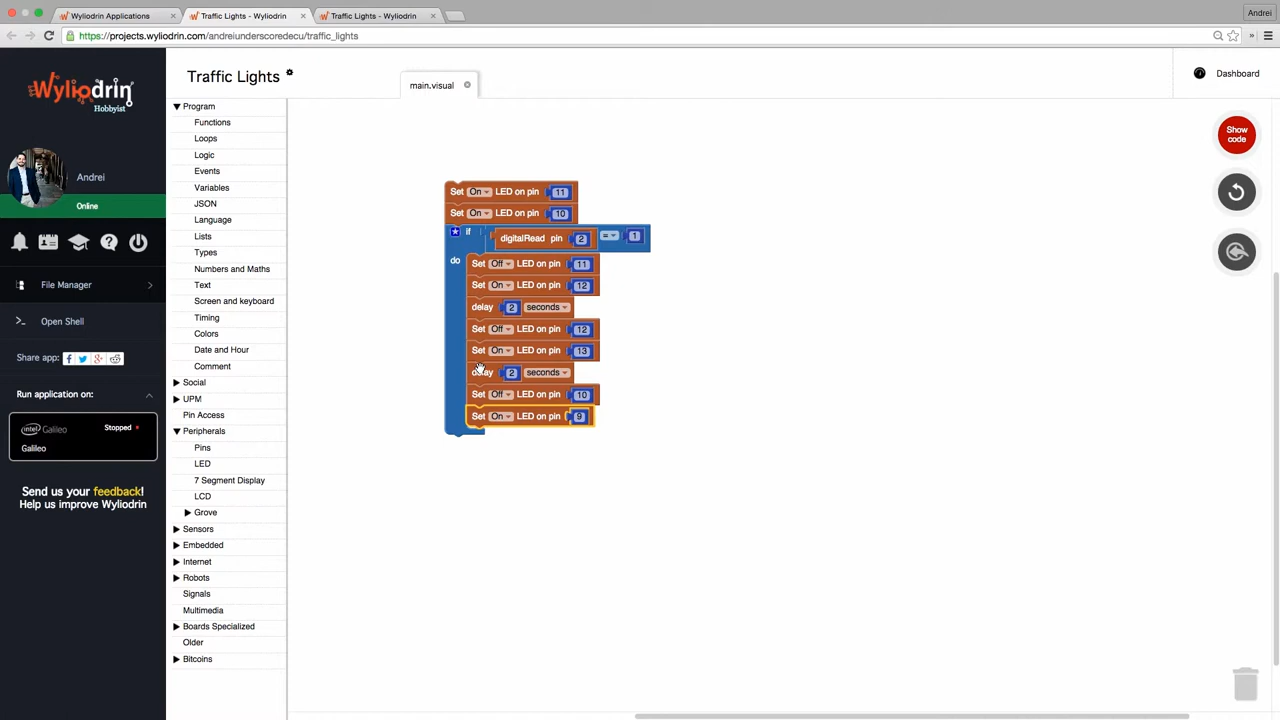 Wyliodrin Applications
Traffic Lights - Wyliodrin
Traffic Lights - Wyliodrin
Andrei
https://projects.wyliodrin.com/andreiunderscoredecu/traffic_lights
Wyliodrin
Hobbyist
Andrei
Online
File Manager
Open Shell
Share app:
Run application on:
intel Galileo
Stopped
Galileo
Send us your feedback!
Help us improve Wyliodrin
Traffic Lights
main.visual
Dashboard
Program
Functions
Loops
Logic
Events
Variables
JSON
Language
Lists
Types
Numbers and Maths
Text
Screen and keyboard
Timing
Colors
Date and Hour
Comment
Social
UPM
Pin Access
Peripherals
Pins
LED
7 Segment Display
LCD
Grove
Sensors
Embedded
Internet
Robots
Signals
Multimedia
Boards Specialized
Older
Bitcoins
Set On LED on pin 11
Set On LED on pin 10
if digitalRead pin 2 = 1
do
Set Off LED on pin 11
Set On LED on pin 12
delay 2 seconds
Set Off LED on pin 12
Set On LED on pin 13
delay 2 seconds
Set Off LED on pin 10
Set On LED on pin 9
Show
code